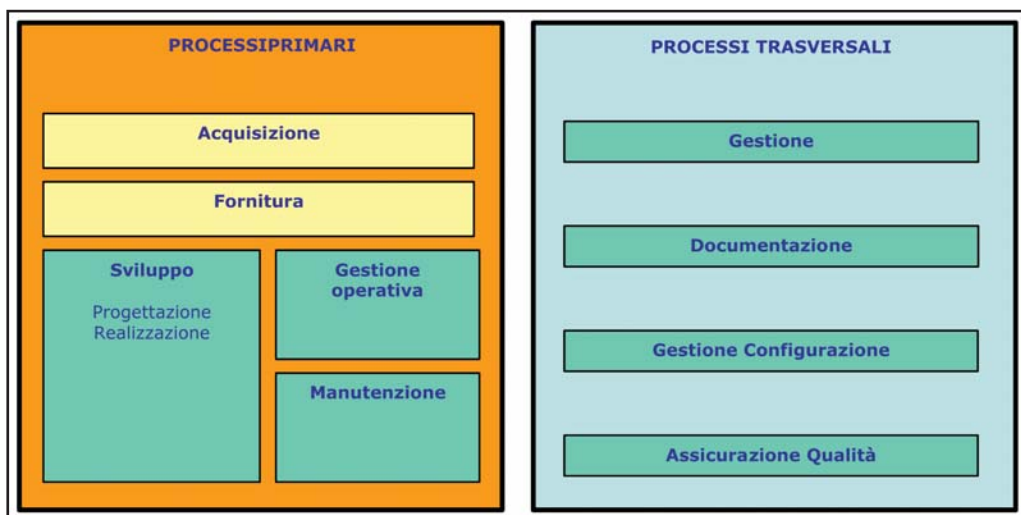 PROCESSIPRIMARI
Acquisizione
Fornitura
Sviluppo
Progettazione
Realizzazione
Gestione
operativa
Manutenzione
PROCESSI TRASVERSALI
Gestione
Documentazione
Gestione Configurazione
Assicurazione Qualità